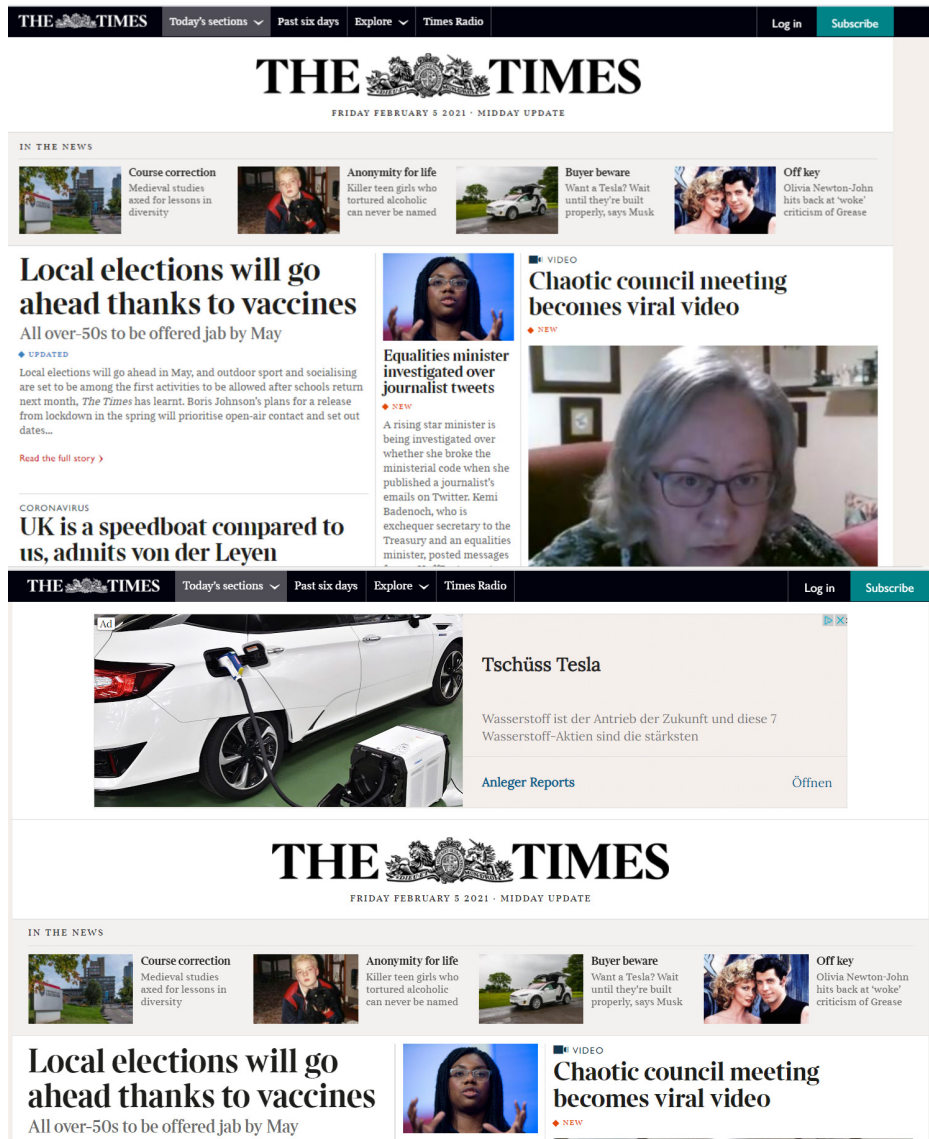 THE TIMES Today's sections Past six days Explore Times Radio Log in Subscribe
THE TIMES
FRIDAY FEBRUARY 5 2021 · MIDDAY UPDATE
IN THE NEWS
Course correction
Medieval studies
axed for lessons in
diversity
Anonymity for life
Killer teen girls who
tortured alcoholic
can never be named
Buyer beware
Want a Tesla? Wait
until they're built
properly, says Musk
Off key
Olivia Newton-John
hits back at 'woke'
criticism of Grease
Local elections will go
ahead thanks to vaccines
All over-50s to be offered jab by May
UPDATED
Local elections will go ahead in May, and outdoor sport and socialising
are set to be among the first activities to be allowed after schools return
next month, The Times has learnt. Boris Johnson's plans for a release
from lockdown in the spring will prioritise open-air contact and set out
dates...
Read the full story
CORONAVIRUS
UK is a speedboat compared to
us, admits von der Leyen
Equalities minister
investigated over
journalist tweets
NEW
A rising star minister is
being investigated over
whether she broke the
ministerial code when she
published a journalist's
emails on Twitter. Kemi
Badenoch, who is
exchequer secretary to the
Treasury and an equalities
minister, posted messages
VIDEO
Chaotic council meeting
becomes viral video
NEW
THE TIMES Today's sections Past six days Explore Times Radio Log in Subscribe
Ad
Tschüss Tesla
Wasserstoff ist der Antrieb der Zukunft und diese 7
Wasserstoff-Aktien sind die stärksten
Anleger Reports Öffnen
THE TIMES
FRIDAY FEBRUARY 5 2021 · MIDDAY UPDATE
IN THE NEWS
Course correction
Medieval studies
axed for lessons in
diversity
Anonymity for life
Killer teen girls who
tortured alcoholic
can never be named
Buyer beware
Want a Tesla? Wait
until they're built
properly, says Musk
Off key
Olivia Newton-John
hits back at 'woke'
criticism of Grease
Local elections will go
ahead thanks to vaccines
All over-50s to be offered jab by May
VIDEO
Chaotic council meeting
becomes viral video
NEW